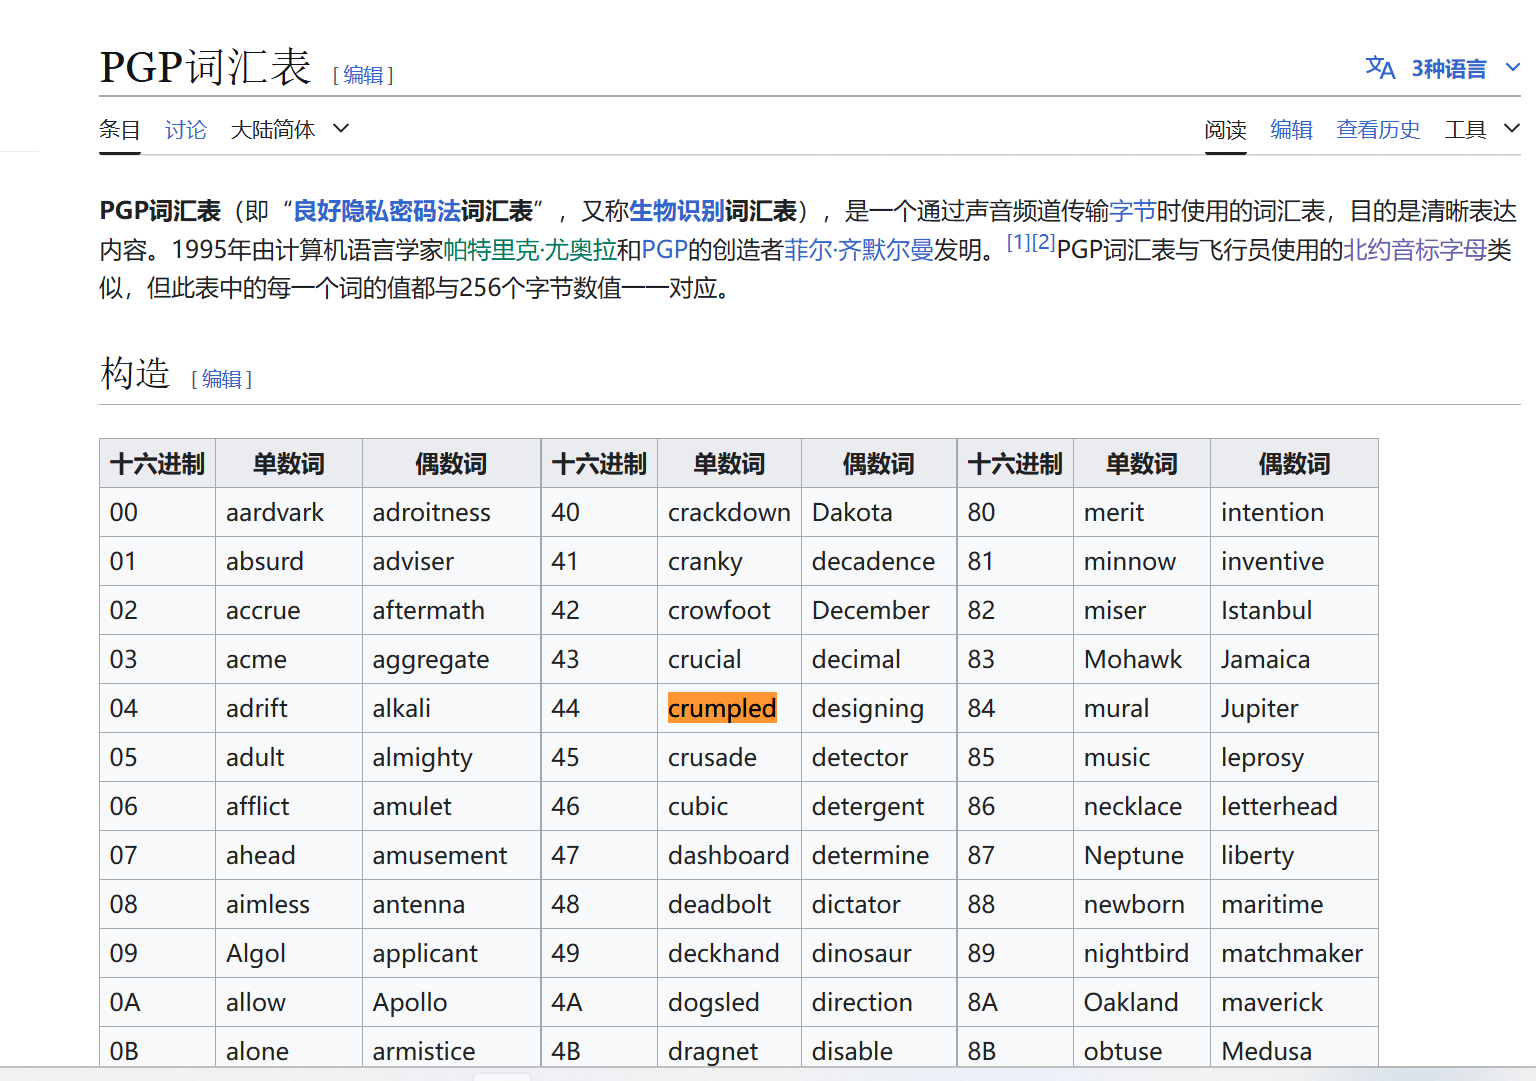 PGP词汇表 [ 编辑 ]
文A 3种语言
条目 讨论 大陆简体 阅读 编辑 查看历史 工具
PGP词汇表（即“良好隐私密码法词汇表”，又称生物识别词汇表），是一个通过声音频道传输字节时使用的词汇表，目的是清晰表达
内容。1995年由计算机语言学家帕特里克·尤奥拉和PGP的创造者菲尔·齐默尔曼发明。[1][2]PGP词汇表与飞行员使用的北约音标字母类
似，但此表中的每一个词的值都与256个字节数值一一对应。
构造 [ 编辑 ]
十六进制 单数词 偶数词 十六进制 单数词 偶数词 十六进制 单数词 偶数词
00 aardvark adroitness 40 crackdown Dakota 80 merit intention
01 absurd adviser 41 cranky decadence 81 minnow inventive
02 accrue aftermath 42 crowfoot December 82 miser Istanbul
03 acme aggregate 43 crucial decimal 83 Mohawk Jamaica
04 adrift alkali 44 crumpled designing 84 mural Jupiter
05 adult almighty 45 crusade detector 85 music leprosy
06 afflict amulet 46 cubic detergent 86 necklace letterhead
07 ahead amusement 47 dashboard determine 87 Neptune liberty
08 aimless antenna 48 deadbolt dictator 88 newborn maritime
09 Algol applicant 49 deckhand dinosaur 89 nightbird matchmaker
0A allow Apollo 4A dogsled direction 8A Oakland maverick
0B alone armistice 4B dragnet disable 8B obtuse Medusa